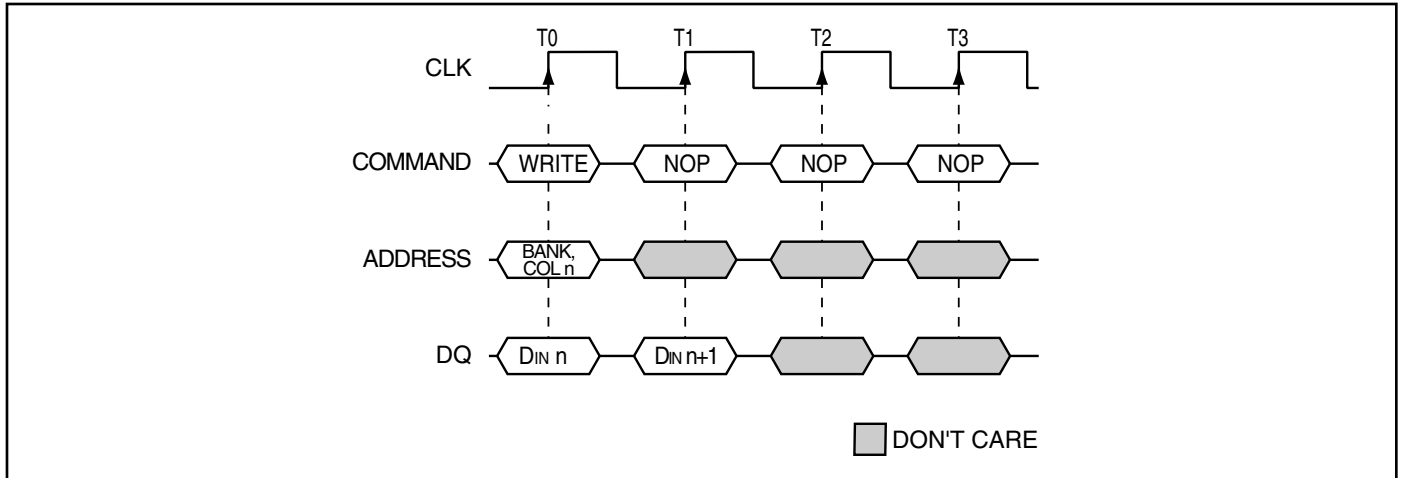 T0 T1 T2 T3
CLK
COMMAND WRITE NOP NOP NOP
ADDRESS BANK, COL n
DQ DIN n DIN n+1
DON'T CARE